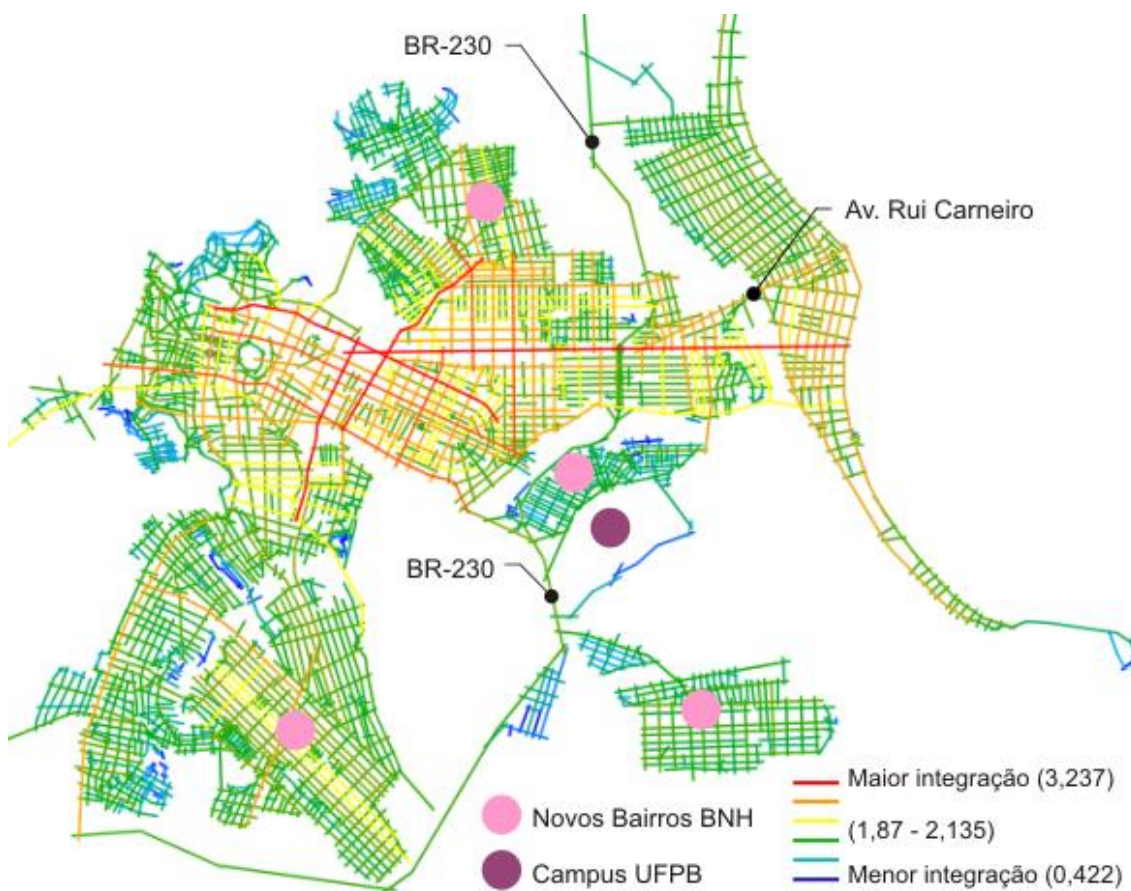 BR-230
Av. Rui Carneiro
BR-230
Novos Bairros BNH
Campus UFPB
Maior integração (3,237)
(1,87 - 2,135)
Menor integração (0,422)